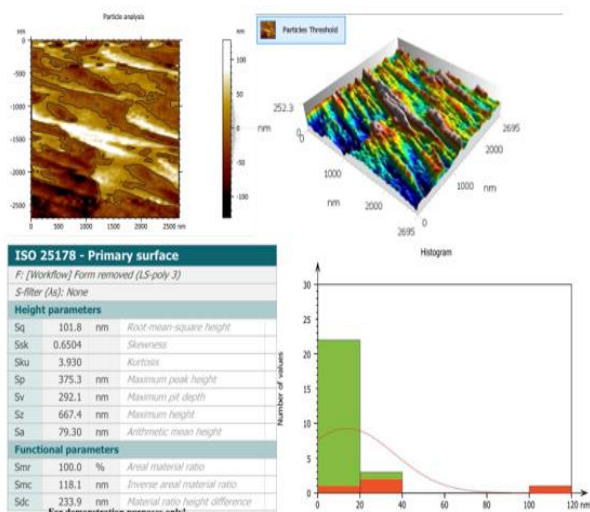 Particle analysis
nm
0
-500
-1000
-1500
-2000
-2500
0 500 1000 1500 2000 2500 nm
nm
100
50
0
-50
-100
Particles Threshold
252.3
nm
0
0
1000
nm
2000
2695
0
1000
nm
2000
2695
ISO 25178 - Primary surface
F: [Workflow] Form removed (LS-poly 3)
S-filter (λs): None
Height parameters
Sq 101.8 nm Root-mean-square height
Ssk 0.6504 Skewness
Sku 3.930 Kurtosis
Sp 375.3 nm Maximum peak height
Sv 292.1 nm Maximum pit depth
Sz 667.4 nm Maximum height
Sa 79.30 nm Arithmetic mean height
Functional parameters
Smr 100.0 % Areal material ratio
Smc 118.1 nm Inverse areal material ratio
Sdc 233.9 nm Material ratio height difference
For demonstration purposes only!
Histogram
Number of values
30
25
20
15
10
5
0
0 20 40 60 80 100 120 nm